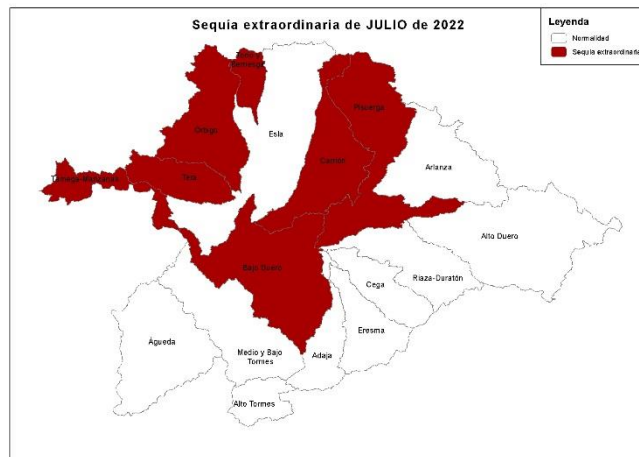 Sequia extraordinaria de JULIO de 2022
Leyenda
Normalidad
Sequia extraordinaria
Esla
Órbigo
Pisuerga
Carrión
Arlanza
Tera
Alto Duero
Bajo Duero
Cega
Riaza-Duratón
Eresma
Águeda
Medio y Bajo
Tormes
Adaja
Alto Tormes